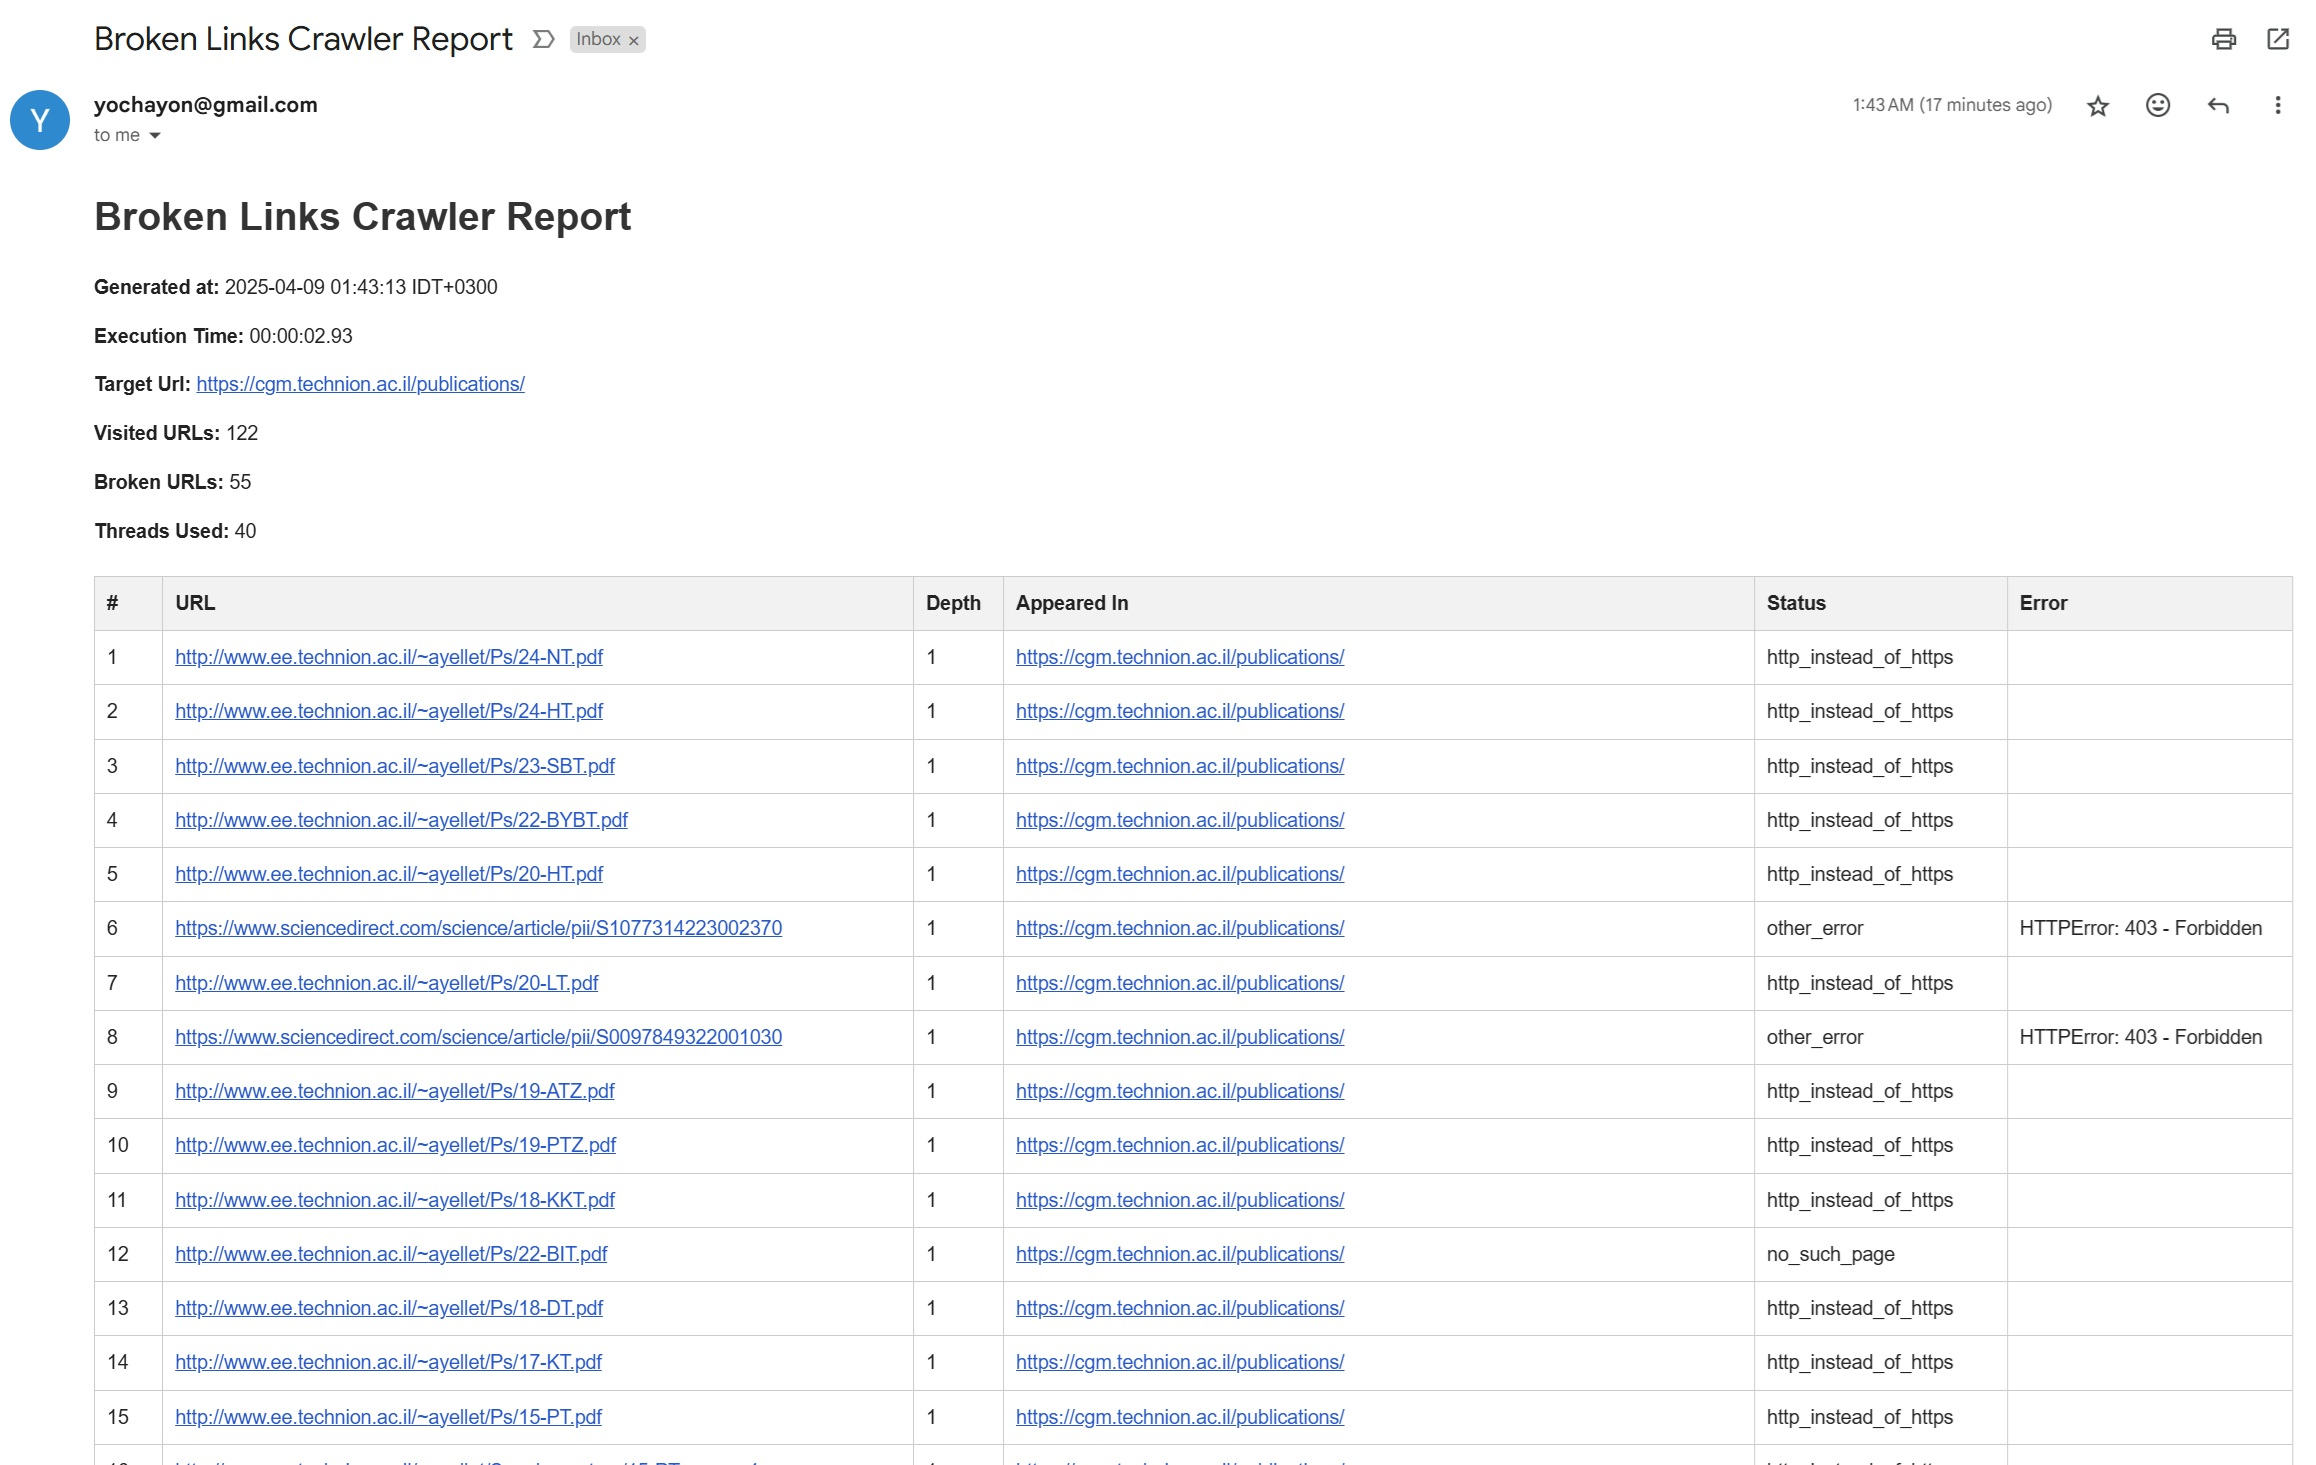 Broken Links Crawler Report Inbox ×
Y
yochayon@gmail.com 1:43 AM (17 minutes ago)
to me
Broken Links Crawler Report
Generated at: 2025-04-09 01:43:13 IDT+0300
Execution Time: 00:00:02.93
Target Url: https://cgm.technion.ac.il/publications/
Visited URLs: 122
Broken URLs: 55
Threads Used: 40
# URL Depth Appeared In Status Error
1 http://www.ee.technion.ac.il/~ayellet/Ps/24-NT.pdf 1 https://cgm.technion.ac.il/publications/ http_instead_of_https
2 http://www.ee.technion.ac.il/~ayellet/Ps/24-HT.pdf 1 https://cgm.technion.ac.il/publications/ http_instead_of_https
3 http://www.ee.technion.ac.il/~ayellet/Ps/23-SBT.pdf 1 https://cgm.technion.ac.il/publications/ http_instead_of_https
4 http://www.ee.technion.ac.il/~ayellet/Ps/22-BYBT.pdf 1 https://cgm.technion.ac.il/publications/ http_instead_of_https
5 http://www.ee.technion.ac.il/~ayellet/Ps/20-HT.pdf 1 https://cgm.technion.ac.il/publications/ http_instead_of_https
6 https://www.sciencedirect.com/science/article/pii/S1077314223002370 1 https://cgm.technion.ac.il/publications/ other_error HTTPError: 403 - Forbidden
7 http://www.ee.technion.ac.il/~ayellet/Ps/20-LT.pdf 1 https://cgm.technion.ac.il/publications/ http_instead_of_https
8 https://www.sciencedirect.com/science/article/pii/S0097849322001030 1 https://cgm.technion.ac.il/publications/ other_error HTTPError: 403 - Forbidden
9 http://www.ee.technion.ac.il/~ayellet/Ps/19-ATZ.pdf 1 https://cgm.technion.ac.il/publications/ http_instead_of_https
10 http://www.ee.technion.ac.il/~ayellet/Ps/19-PTZ.pdf 1 https://cgm.technion.ac.il/publications/ http_instead_of_https
11 http://www.ee.technion.ac.il/~ayellet/Ps/18-KKT.pdf 1 https://cgm.technion.ac.il/publications/ http_instead_of_https
12 http://www.ee.technion.ac.il/~ayellet/Ps/22-BIT.pdf 1 https://cgm.technion.ac.il/publications/ no_such_page
13 http://www.ee.technion.ac.il/~ayellet/Ps/18-DT.pdf 1 https://cgm.technion.ac.il/publications/ http_instead_of_https
14 http://www.ee.technion.ac.il/~ayellet/Ps/17-KT.pdf 1 https://cgm.technion.ac.il/publications/ http_instead_of_https
15 http://www.ee.technion.ac.il/~ayellet/Ps/15-PT.pdf 1 https://cgm.technion.ac.il/publications/ http_instead_of_https